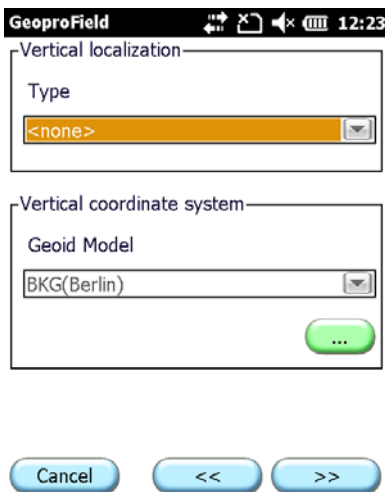 GeoproField 12:23
Vertical localization
Type
<none>
Vertical coordinate system
Geoid Model
BKG(Berlin)
...
Cancel << >>